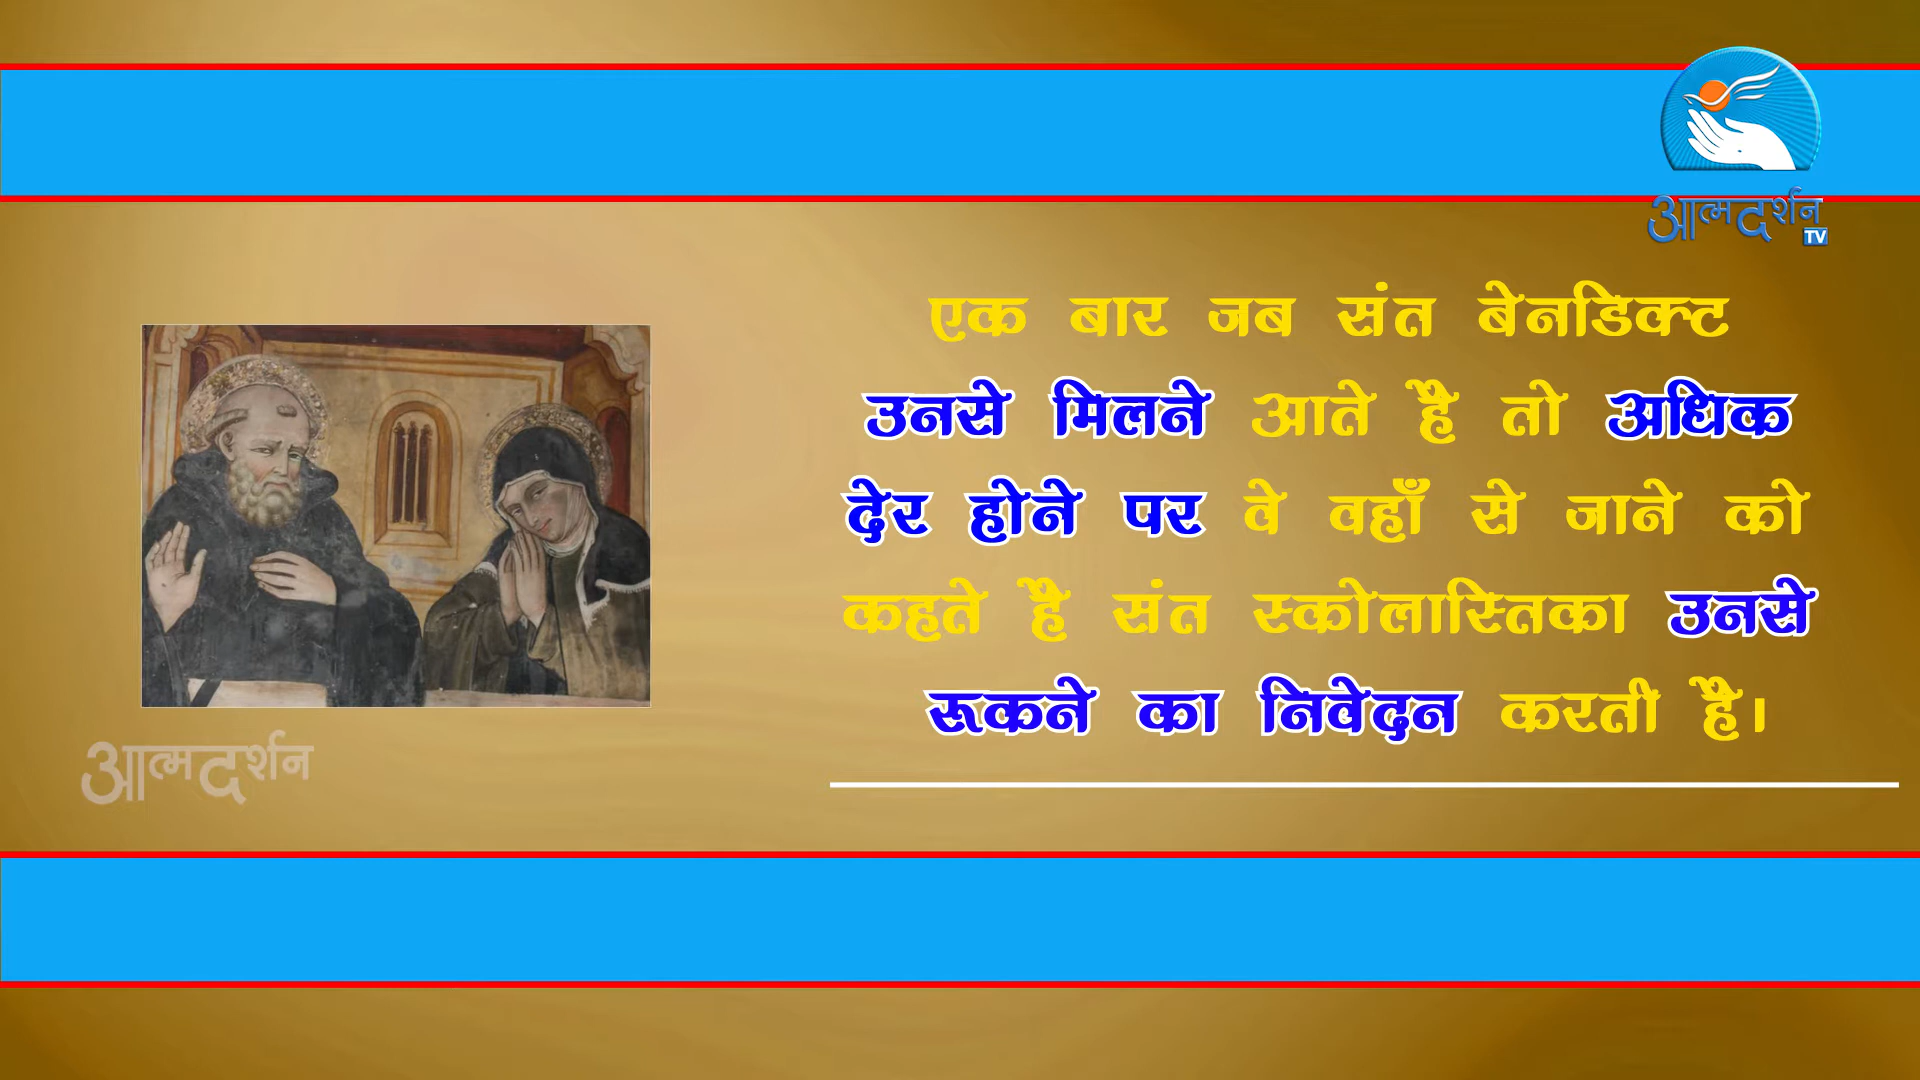 आत्मदर्शन
TV
एक बार जब संत बेनडिक्ट
उनसे मिलने आते है तो अधिक
देर होने पर वे वहाँ से जाने को
कहते है संत स्कोलास्तिका उनसे
रूकने का निवेदन करती है।
आत्मदर्शन